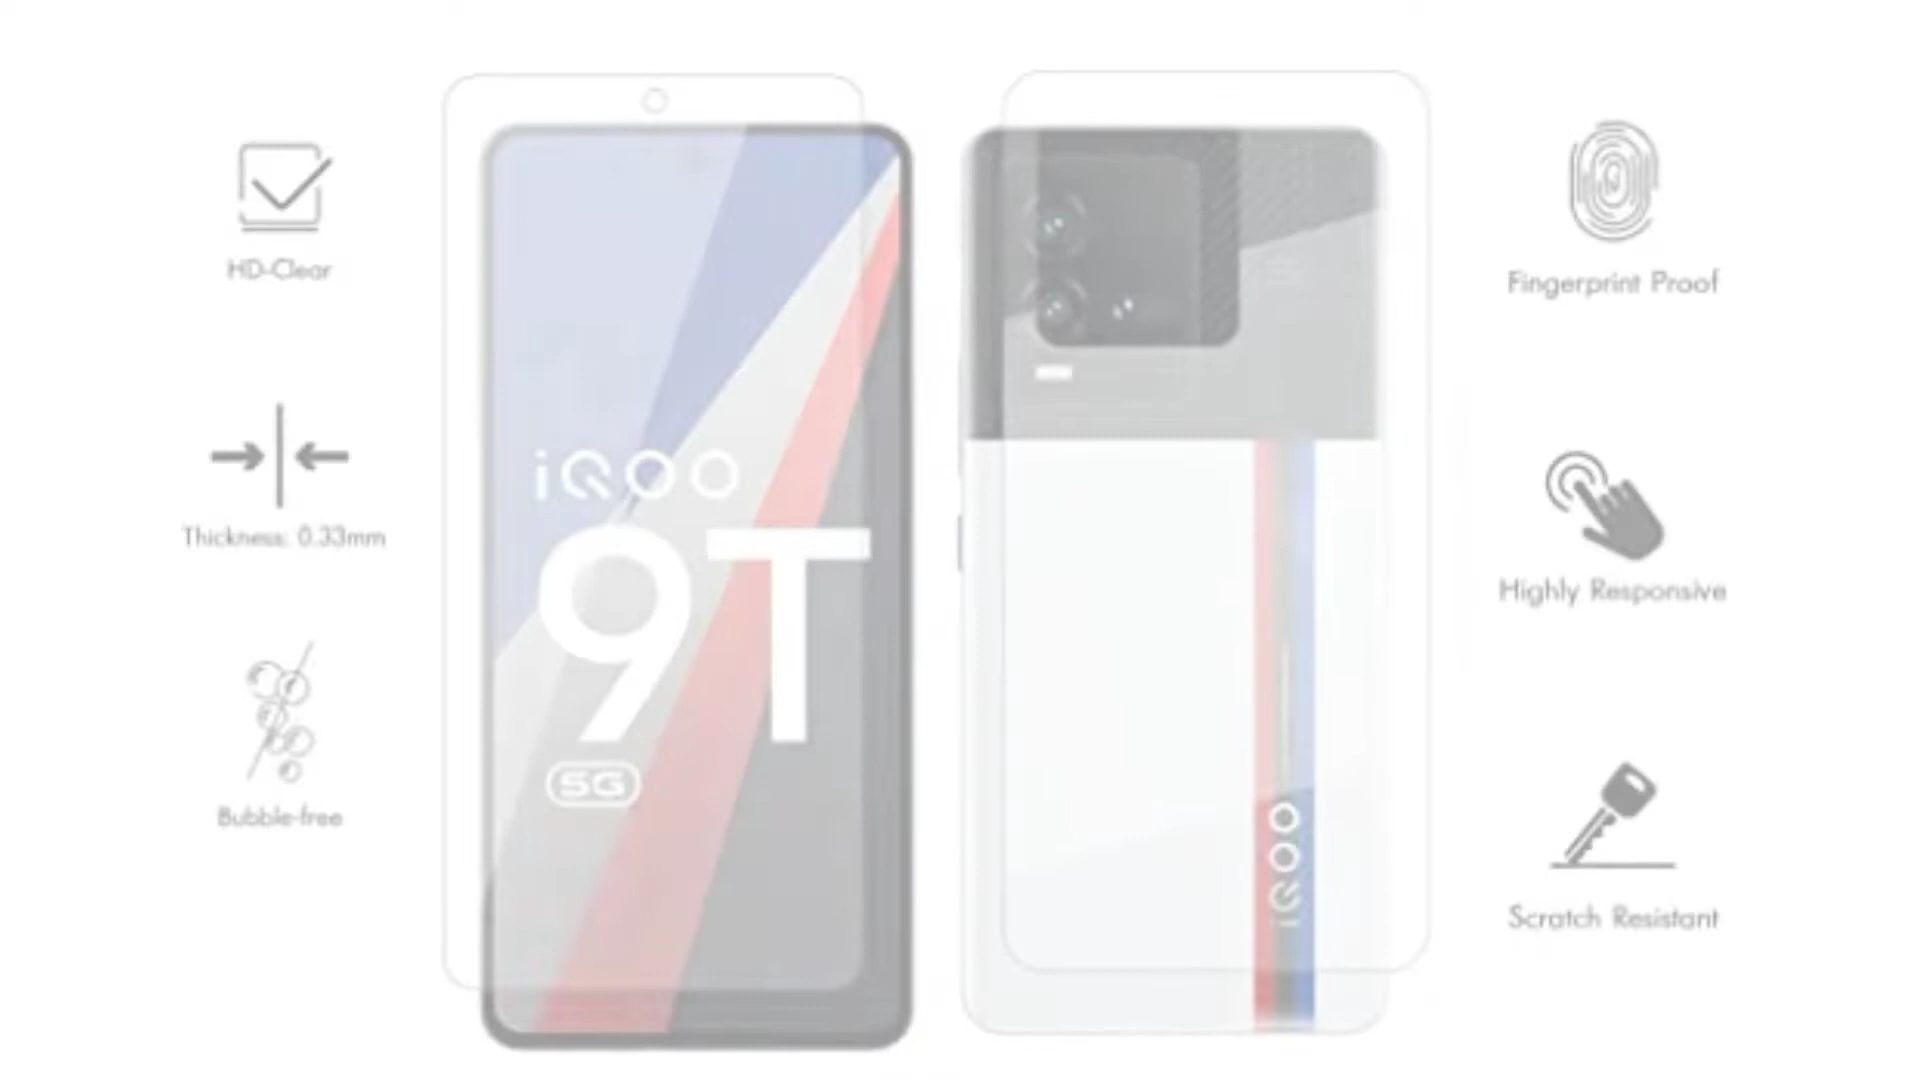 HD-Clear
Thickness: 0.33mm
Bubble-free
iQOO
9T
5G
iQOO
Fingerprint Proof
Highly Responsive
Scratch Resistant